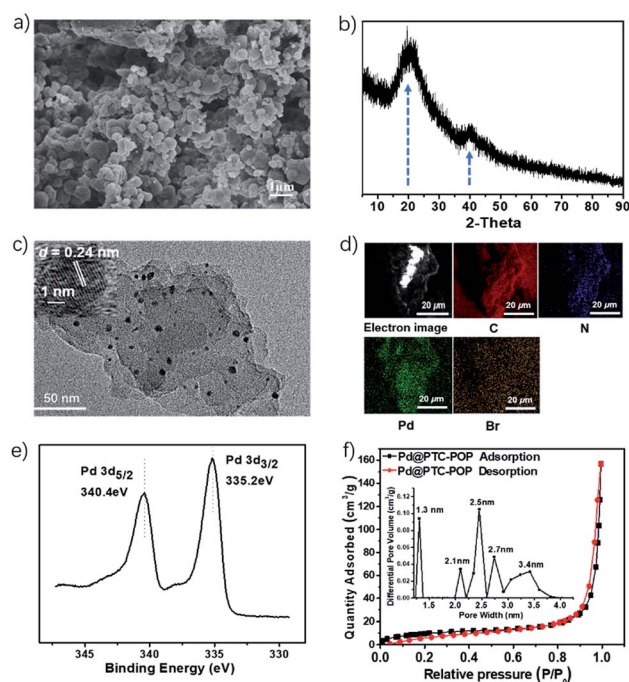 a)
1μm
b)
5 10 20 30 40 50 60 70 80 90
2-Theta
c)
d = 0.24 nm
1 nm
50 nm
d)
20 μm
20 μm
20 μm
Electron image C N
20 μm
20 μm
Pd Br
e)
Pd 3d5/2
340.4eV
Pd 3d3/2
335.2eV
345 340 335 330
Binding Energy (eV)
f)
Quantity Adsorbed (cm³/g)
160
140
120
100
80
60
40
20
0
Pd@PTC-POP Adsorption
Pd@PTC-POP Desorption
Differential Pore Volume (cm³/g)
0.12
0.10
0.08
0.06
0.04
0.02
0.00
1.3 nm
2.1nm
2.5nm
2.7nm
3.4nm
1.5 2.0 2.5 3.0 3.5 4.0
Pore Width (nm)
0.0 0.2 0.4 0.6 0.8 1.0
Relative pressure (P/P0)